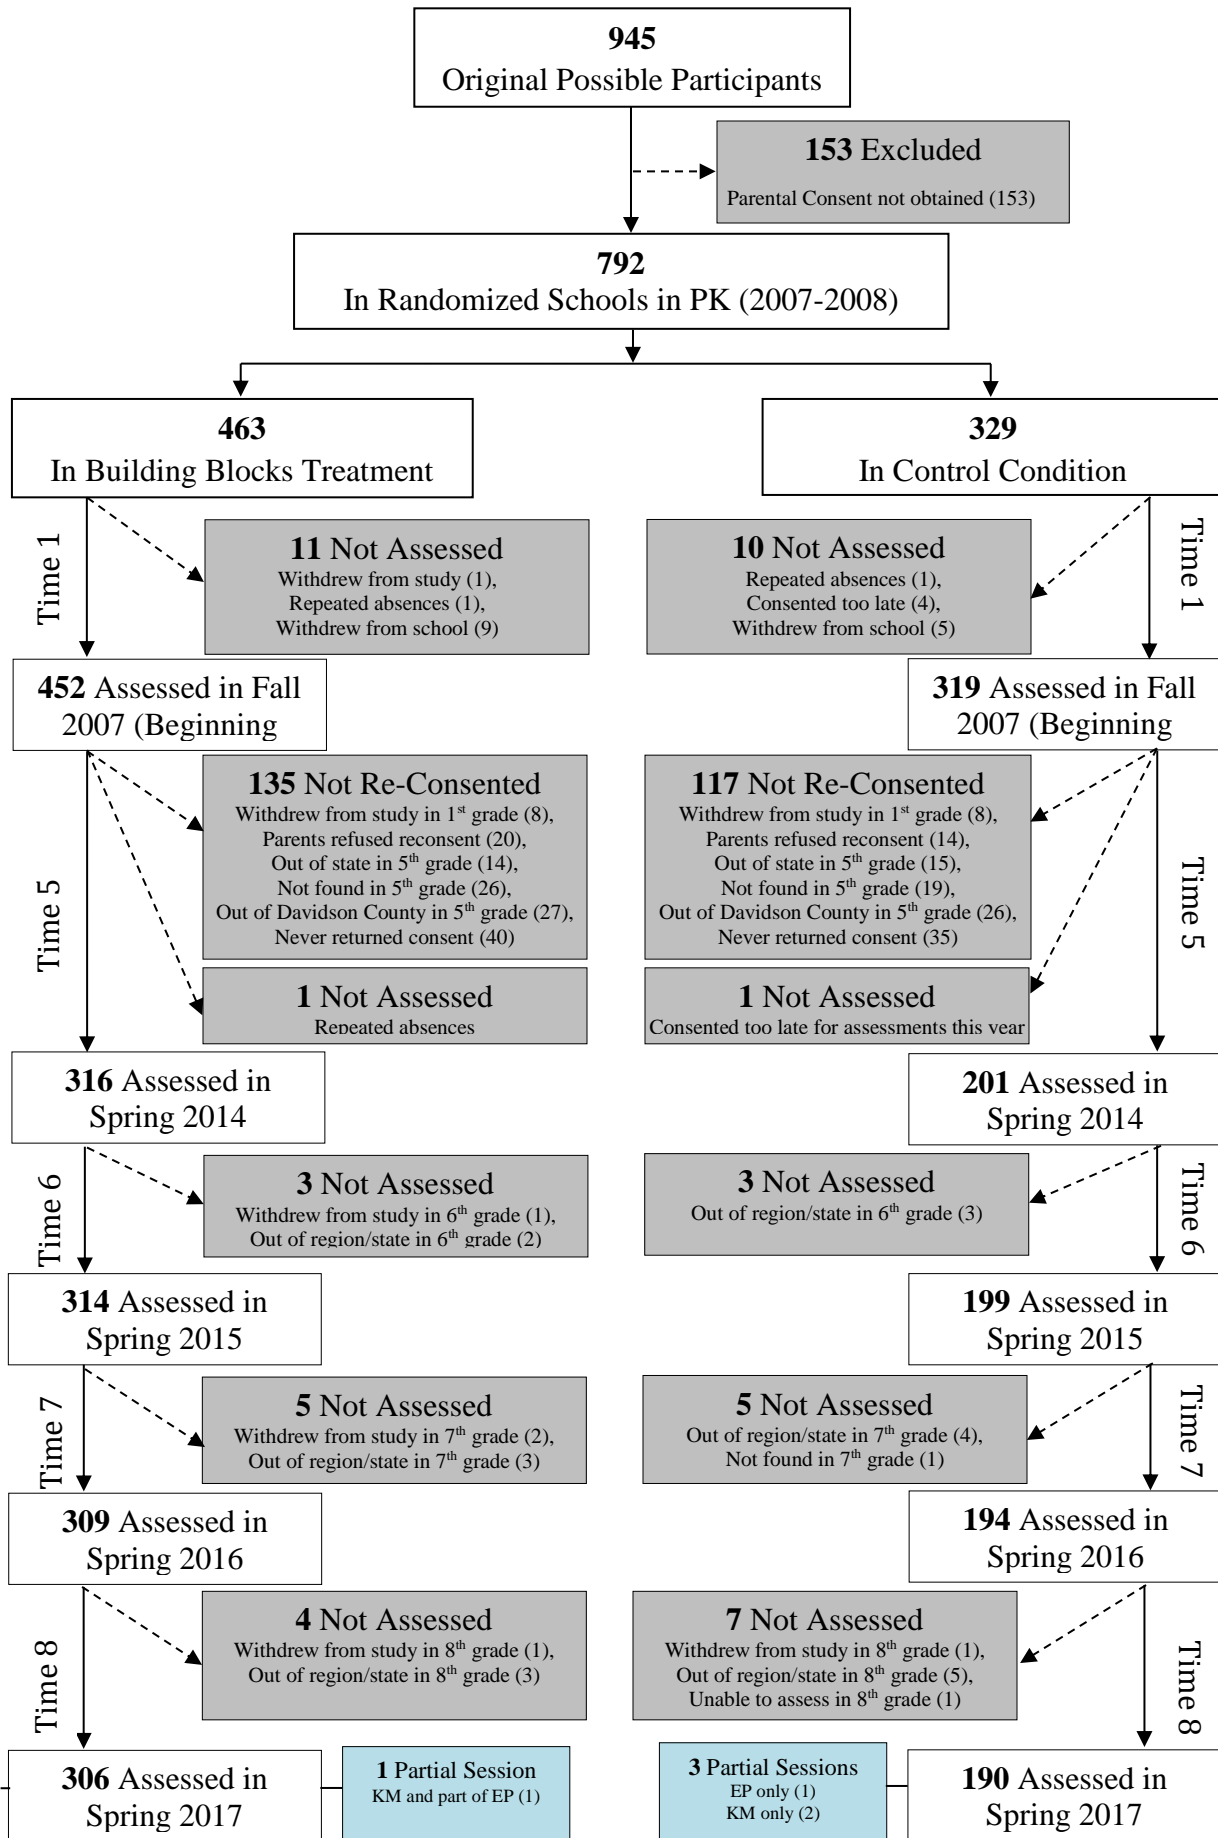 945
Original Possible Participants
153 Excluded
Parental Consent not obtained (153)
792
In Randomized Schools in PK (2007-2008)
463
In Building Blocks Treatment
329
In Control Condition
Time 1
11 Not Assessed
Withdrew from study (1),
Repeated absences (1),
Withdrew from school (9)
10 Not Assessed
Repeated absences (1),
Consented too late (4),
Withdrew from school (5)
Time 1
452 Assessed in Fall
2007 (Beginning
319 Assessed in Fall
2007 (Beginning
Time 5
135 Not Re-Consented
Withdrew from study in 1st grade (8),
Parents refused reconsent (20),
Out of state in 5th grade (14),
Not found in 5th grade (26),
Out of Davidson County in 5th grade (27),
Never returned consent (40)
117 Not Re-Consented
Withdrew from study in 1st grade (8),
Parents refused reconsent (14),
Out of state in 5th grade (15),
Not found in 5th grade (19),
Out of Davidson County in 5th grade (26),
Never returned consent (35)
Time 5
1 Not Assessed
Repeated absences
1 Not Assessed
Consented too late for assessments this year
316 Assessed in
Spring 2014
201 Assessed in
Spring 2014
Time 6
3 Not Assessed
Withdrew from study in 6th grade (1),
Out of region/state in 6th grade (2)
3 Not Assessed
Out of region/state in 6th grade (3)
Time 6
314 Assessed in
Spring 2015
199 Assessed in
Spring 2015
Time 7
5 Not Assessed
Withdrew from study in 7th grade (2),
Out of region/state in 7th grade (3)
5 Not Assessed
Out of region/state in 7th grade (4),
Not found in 7th grade (1)
Time 7
309 Assessed in
Spring 2016
194 Assessed in
Spring 2016
Time 8
4 Not Assessed
Withdrew from study in 8th grade (1),
Out of region/state in 8th grade (3)
7 Not Assessed
Withdrew from study in 8th grade (1),
Out of region/state in 8th grade (5),
Unable to assess in 8th grade (1)
Time 8
306 Assessed in
Spring 2017
1 Partial Session
KM and part of EP (1)
3 Partial Sessions
EP only (1)
KM only (2)
190 Assessed in
Spring 2017